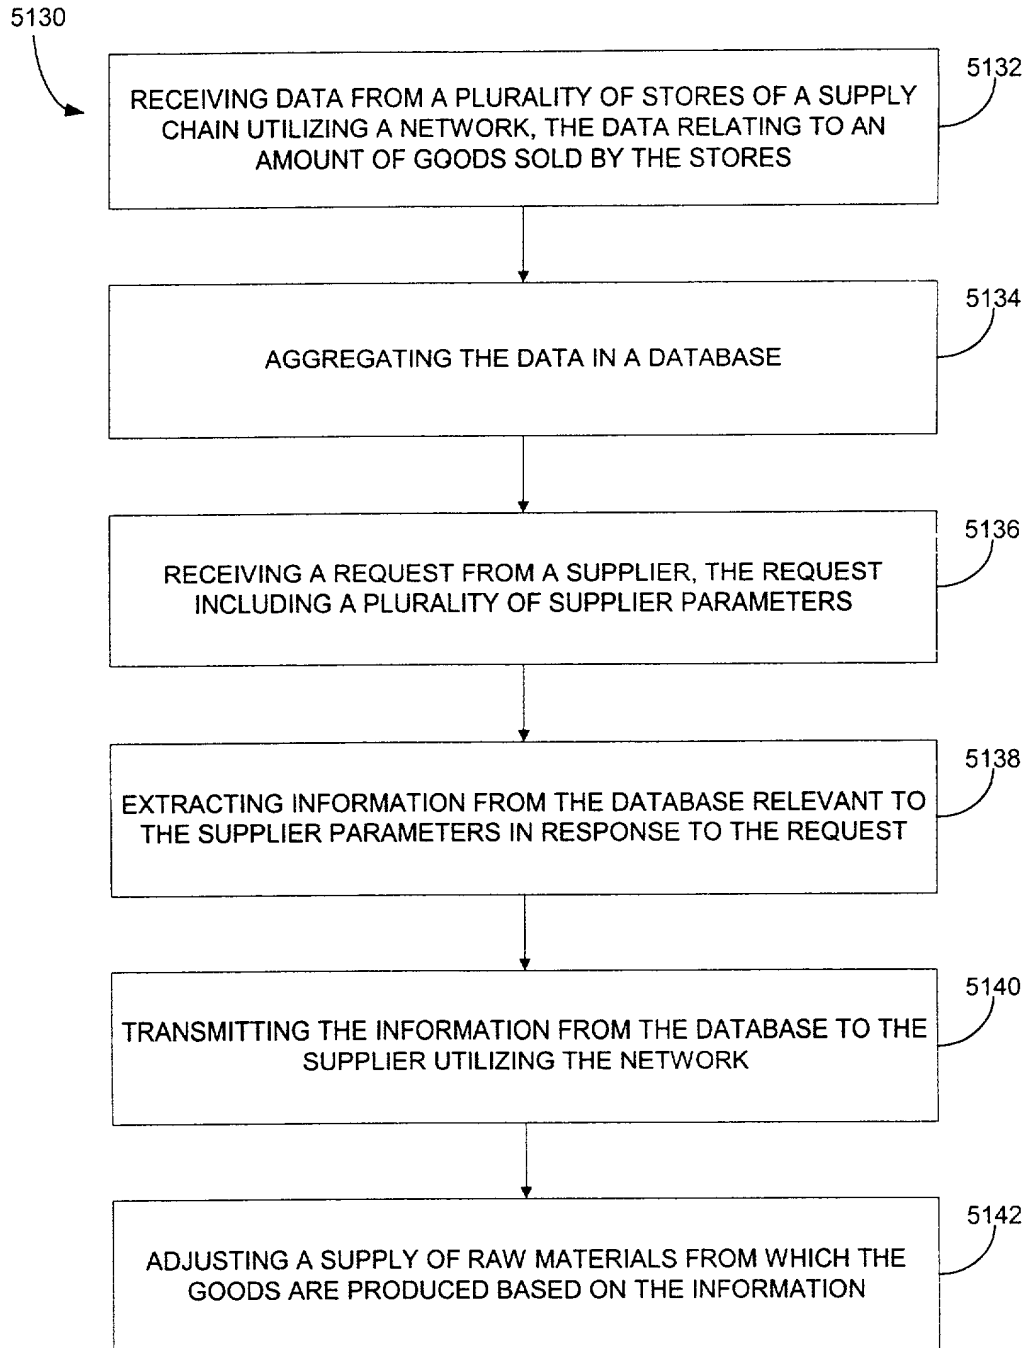 5130
5132
RECEIVING DATA FROM A PLURALITY OF STORES OF A SUPPLY
CHAIN UTILIZING A NETWORK, THE DATA RELATING TO AN
AMOUNT OF GOODS SOLD BY THE STORES
5134
AGGREGATING THE DATA IN A DATABASE
5136
RECEIVING A REQUEST FROM A SUPPLIER, THE REQUEST
INCLUDING A PLURALITY OF SUPPLIER PARAMETERS
5138
EXTRACTING INFORMATION FROM THE DATABASE RELEVANT TO
THE SUPPLIER PARAMETERS IN RESPONSE TO THE REQUEST
5140
TRANSMITTING THE INFORMATION FROM THE DATABASE TO THE
SUPPLIER UTILIZING THE NETWORK
5142
ADJUSTING A SUPPLY OF RAW MATERIALS FROM WHICH THE
GOODS ARE PRODUCED BASED ON THE INFORMATION